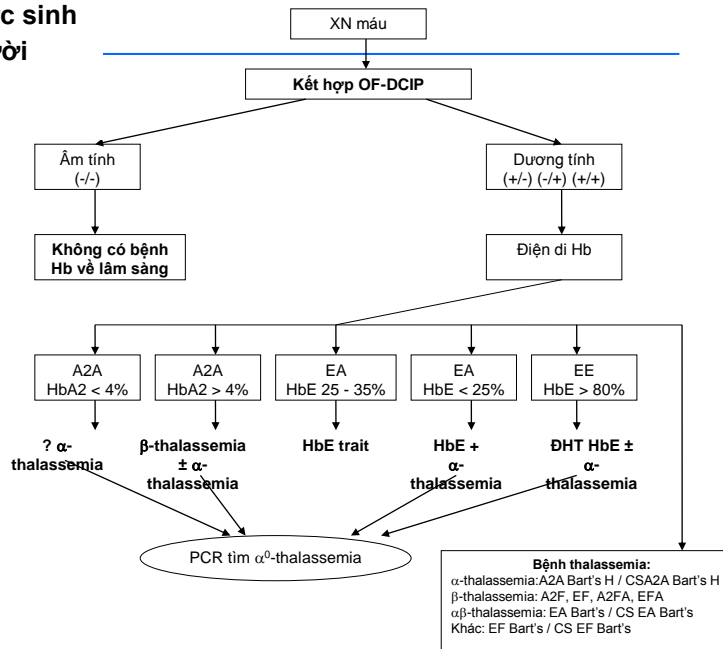 ực sinh
ười
XN máu
Kết hợp OF-DCIP
Âm tính
(-/-)
Dương tính
(+/-) (-/+) (+/+)
Không có bệnh
Hb về lâm sàng
Điện di Hb
A2A
HbA2 < 4%
A2A
HbA2 > 4%
EA
HbE 25 - 35%
EA
HbE < 25%
EE
HbE > 80%
? α-
thalassemia
β-thalassemia
± α-
thalassemia
HbE trait
HbE +
α-
thalassemia
ĐHT HbE ±
α-
thalassemia
PCR tìm α⁰-thalassemia
Bệnh thalassemia:
α-thalassemia:A2A Bart's H / CSA2A Bart's H
β-thalassemia: A2F, EF, A2FA, EFA
αβ-thalassemia: EA Bart's / CS EA Bart's
Khác: EF Bart's / CS EF Bart's